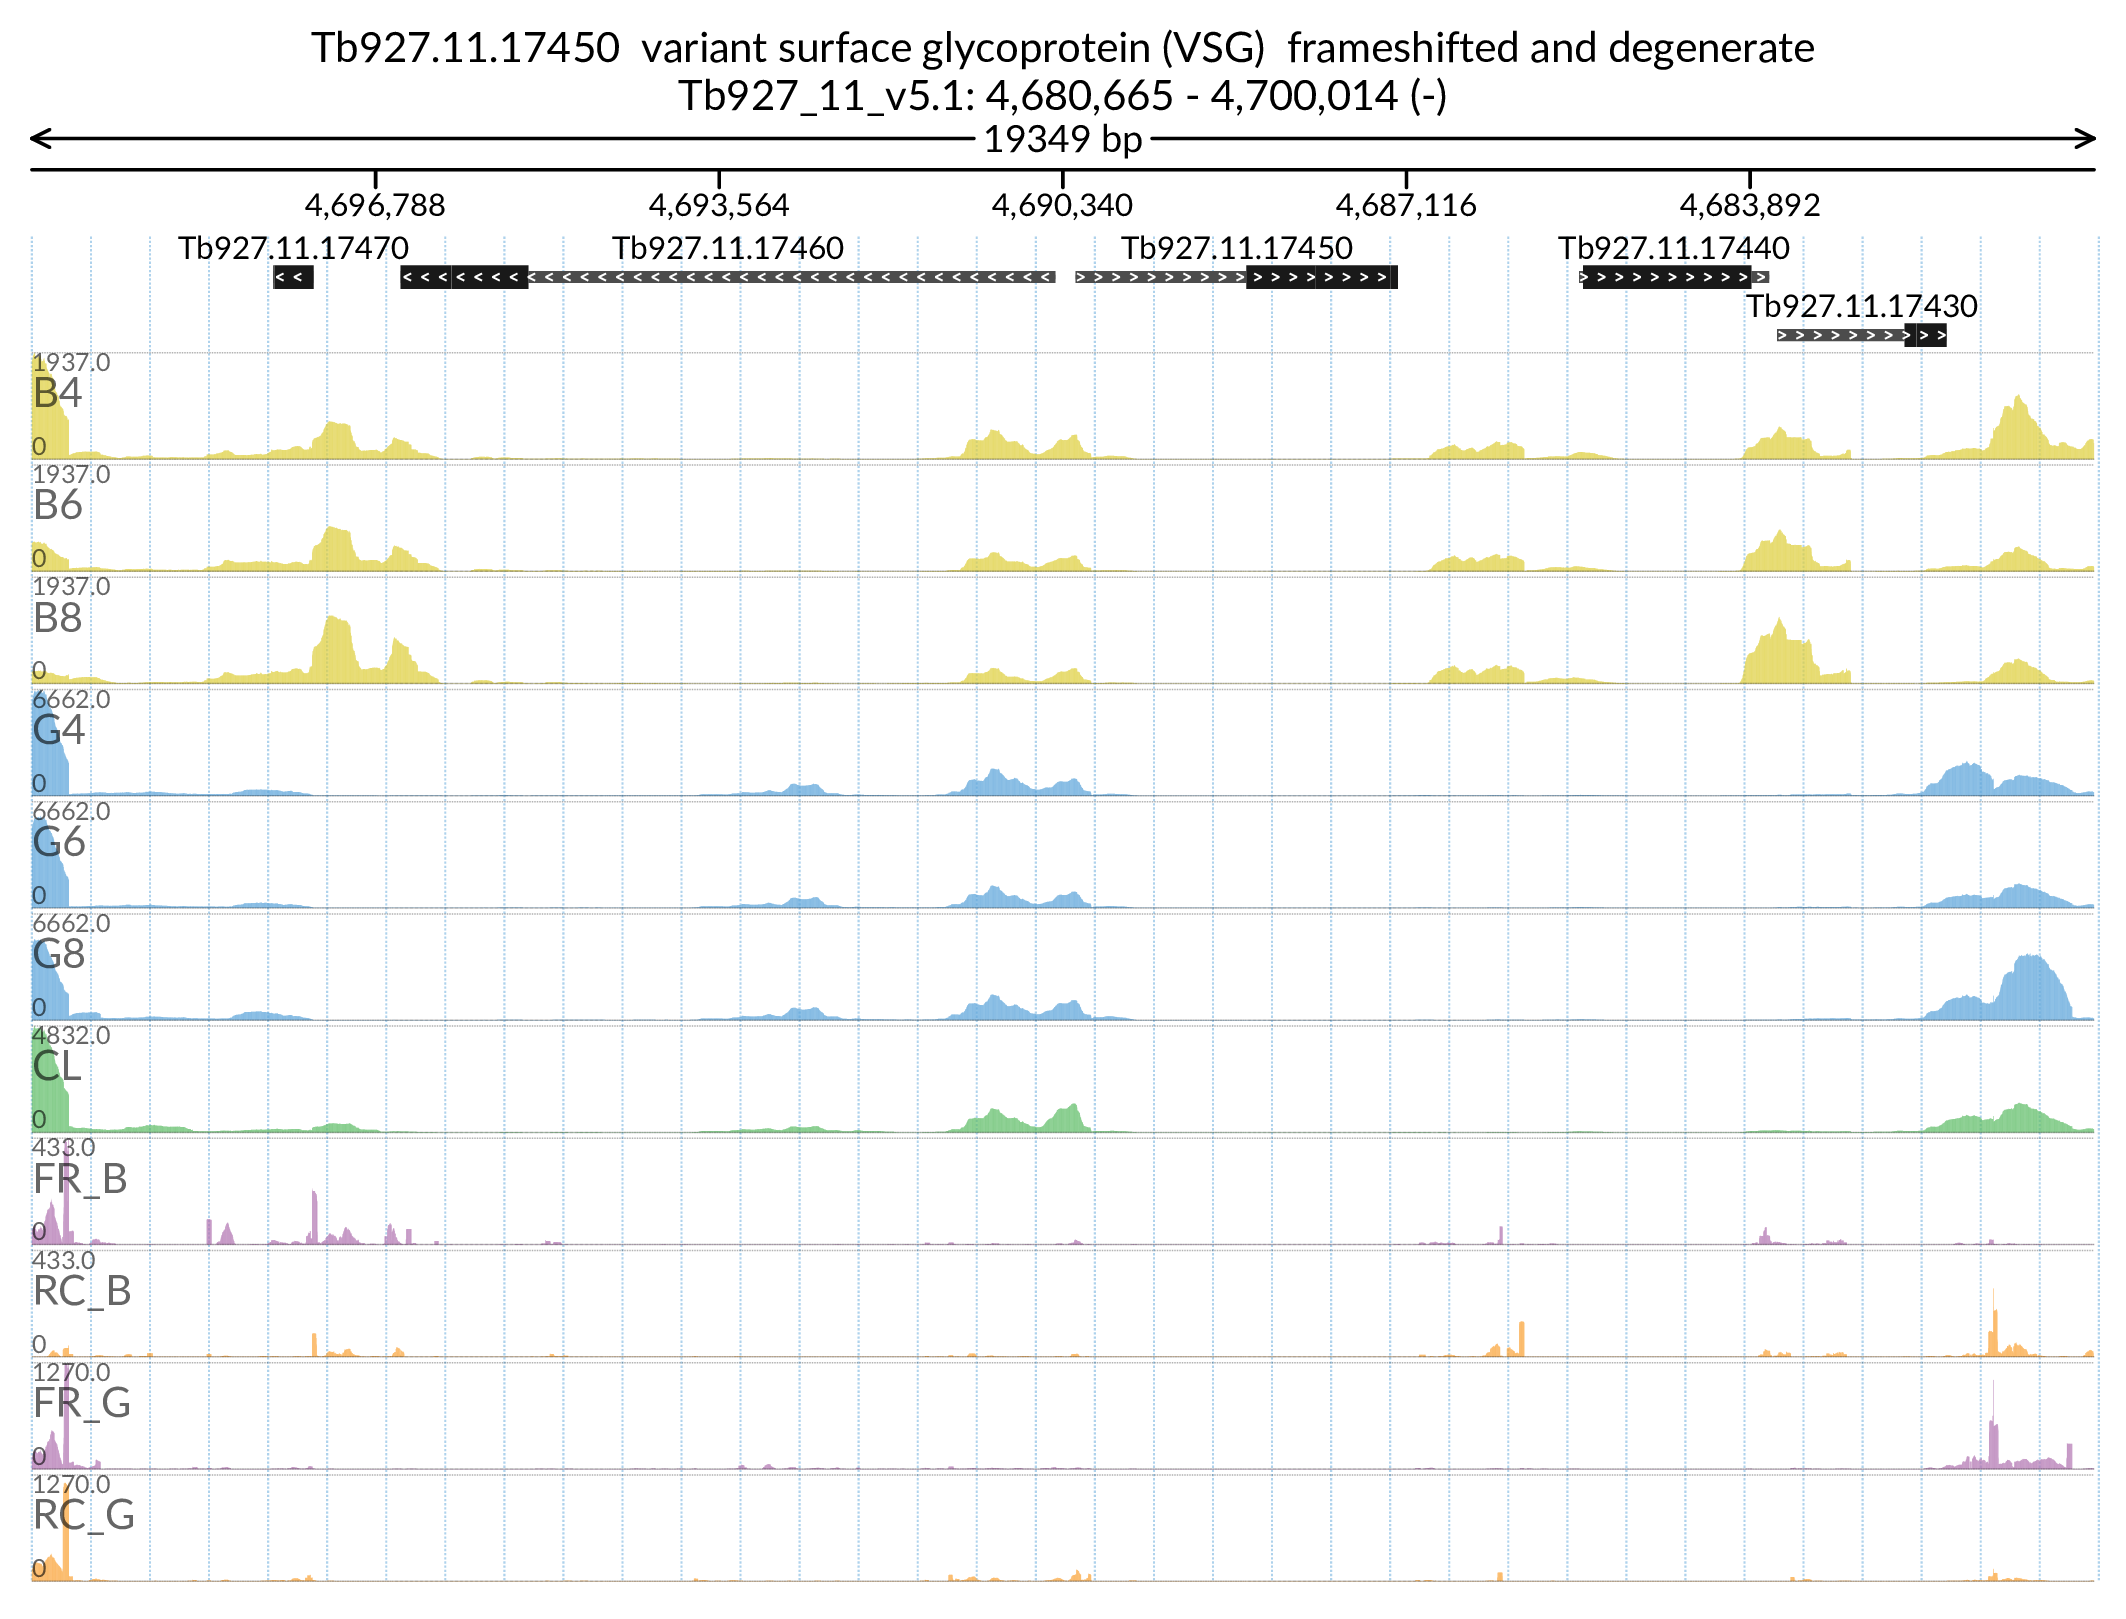 Tb927.11.17450  variant surface glycoprotein (VSG)  frameshifted and degenerate
Tb927_11_v5.1: 4,680,665 - 4,700,014 (-)
19349 bp
4,696,788 4,693,564 4,690,340 4,687,116 4,683,892
Tb927.11.17470 Tb927.11.17460 Tb927.11.17450 Tb927.11.17440
Tb927.11.17430
1937.0
B4
0
1937.0
B6
0
1937.0
B8
0
6662.0
G4
0
6662.0
G6
0
6662.0
G8
0
4832.0
CL
0
433.0
FR_B
0
433.0
RC_B
0
1270.0
FR_G
0
1270.0
RC_G
0